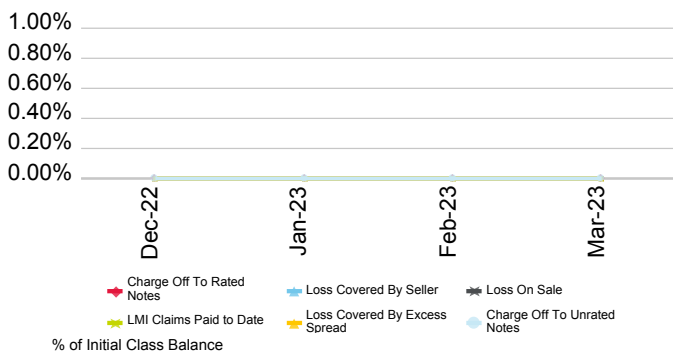 1.00%
0.80%
0.60%
0.40%
0.20%
0.00%
Dec-22
Jan-23
Feb-23
Mar-23
Charge Off To Rated
Notes
Loss Covered By Seller
Loss On Sale
LMI Claims Paid to Date
Loss Covered By Excess
Spread
Charge Off To Unrated
Notes
% of Initial Class Balance